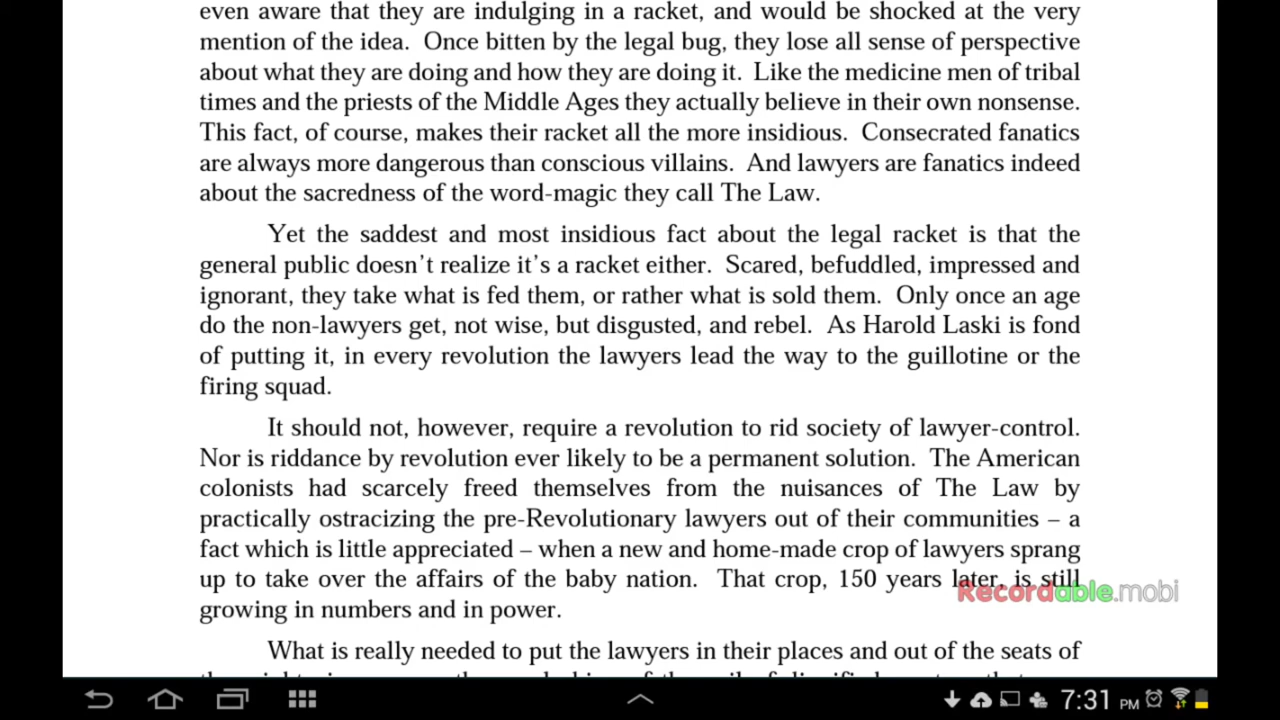 even aware that they are indulging in a racket, and would be shocked at the very
mention of the idea.  Once bitten by the legal bug, they lose all sense of perspective
about what they are doing and how they are doing it.  Like the medicine men of tribal
times and the priests of the Middle Ages they actually believe in their own nonsense.
This fact, of course, makes their racket all the more insidious.  Consecrated fanatics
are always more dangerous than conscious villains.  And lawyers are fanatics indeed
about the sacredness of the word-magic they call The Law.
Yet the saddest and most insidious fact about the legal racket is that the
general public doesn’t realize it’s a racket either.  Scared, befuddled, impressed and
ignorant, they take what is fed them, or rather what is sold them.  Only once an age
do the non-lawyers get, not wise, but disgusted, and rebel.  As Harold Laski is fond
of putting it, in every revolution the lawyers lead the way to the guillotine or the
firing squad.
It should not, however, require a revolution to rid society of lawyer-control.
Nor is riddance by revolution ever likely to be a permanent solution.  The American
colonists had scarcely freed themselves from the nuisances of The Law by
practically ostracizing the pre-Revolutionary lawyers out of their communities – a
fact which is little appreciated – when a new and home-made crop of lawyers sprang
up to take over the affairs of the baby nation.  That crop, 150 years later, is still
growing in numbers and in power.
Recordable.mobi
What is really needed to put the lawyers in their places and out of the seats of
7:31 PM